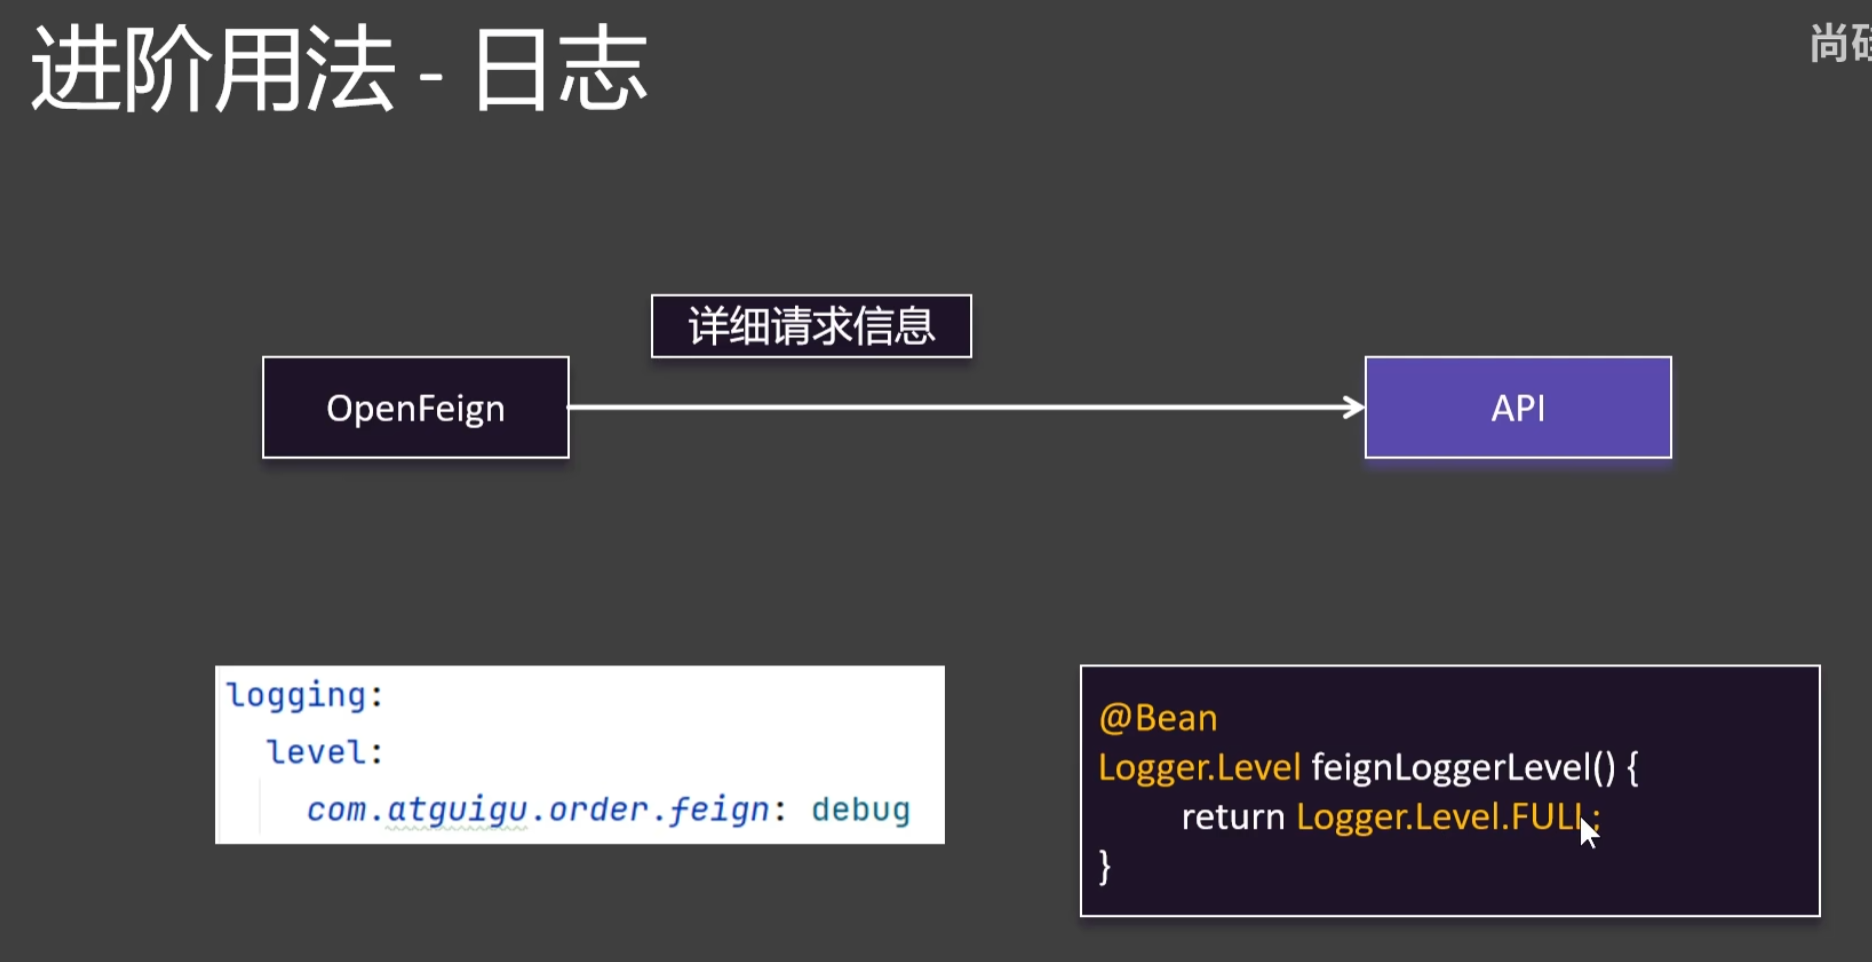 进阶用法 - 日志
尚硅
详细请求信息
OpenFeign
API
logging:
level:
com.atguigu.order.feign: debug
@Bean
Logger.Level feignLoggerLevel() {
return Logger.Level.FULL;
}